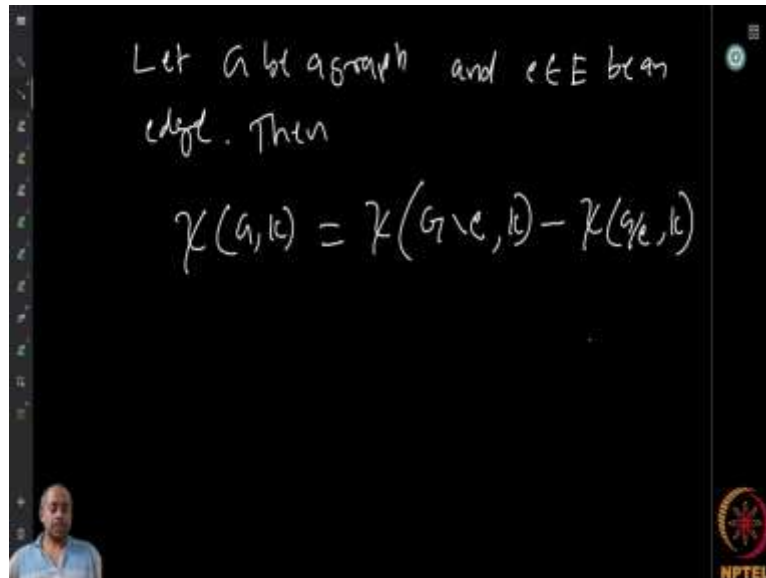 Let G be a graph and e ∈ E be an
edge. Then
χ(G, k) = χ(G \ e, k) − χ(G/e, k)
NPTEL